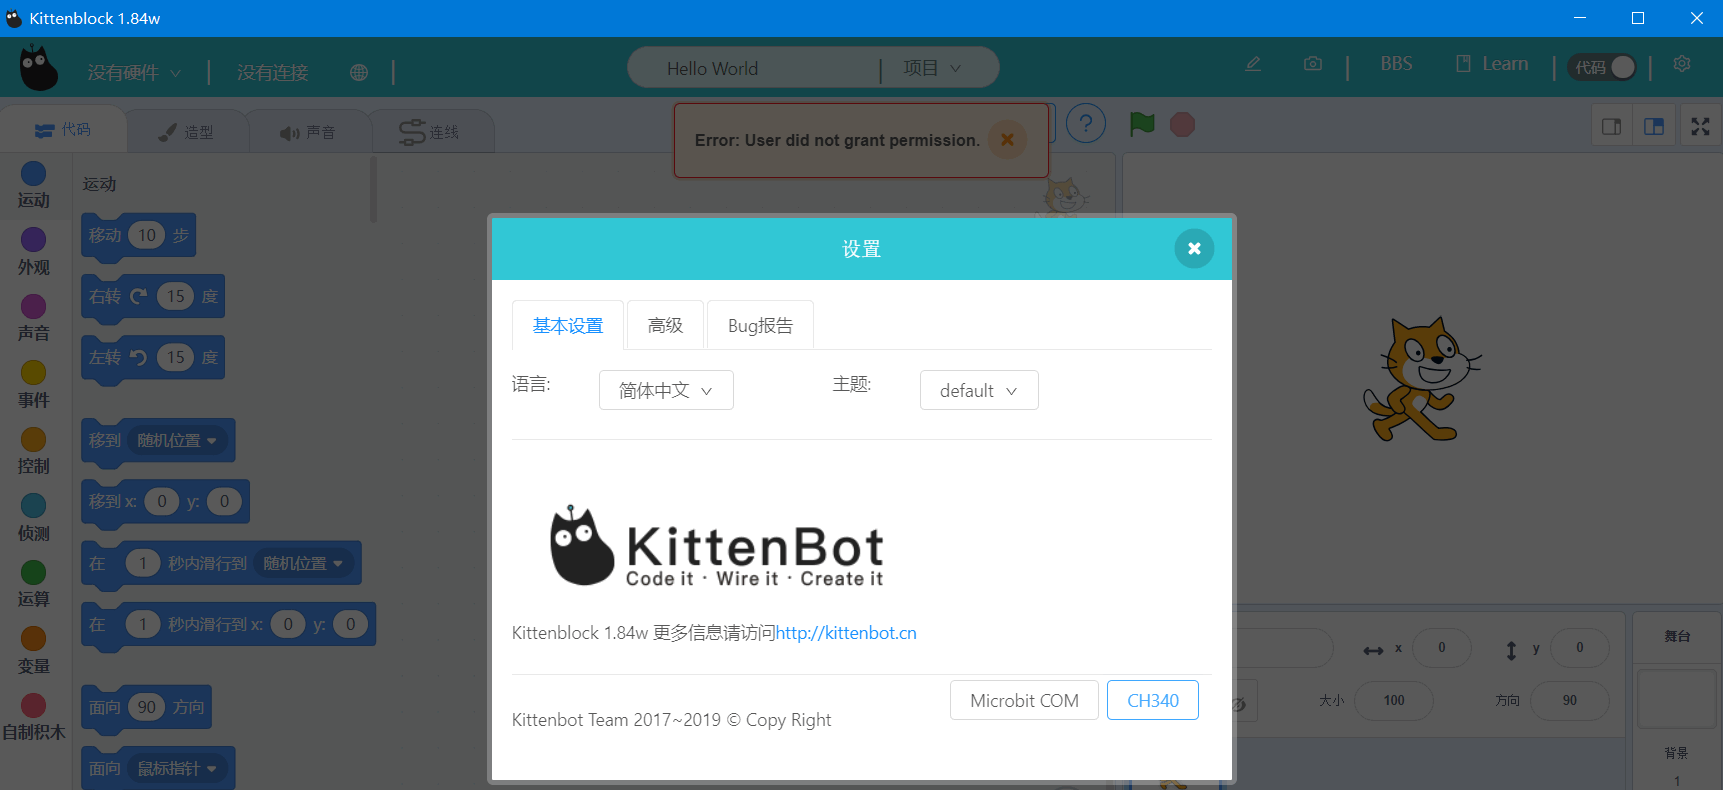 Kittenblock 1.84w
没有硬件
没有连接
Hello World
项目
BBS
Learn
代码
代码
造型
声音
连线
Error: User did not grant permission.
?
运动
外观
声音
事件
控制
侦测
运算
变量
自制积木
运动
移动 10 步
右转 15 度
左转 15 度
移到 随机位置
移到 x: 0 y: 0
在 1 秒内滑行到 随机位置
在 1 秒内滑行到 x: 0 y: 0
面向 90 方向
面向 鼠标指针
设置
基本设置
高级
Bug报告
语言:
简体中文
主题:
default
KittenBot
Code it · Wire it · Create it
Kittenblock 1.84w 更多信息请访问http://kittenbot.cn
Microbit COM
CH340
Kittenbot Team 2017~2019 © Copy Right
x 0
y 0
大小 100
方向 90
舞台
背景
1